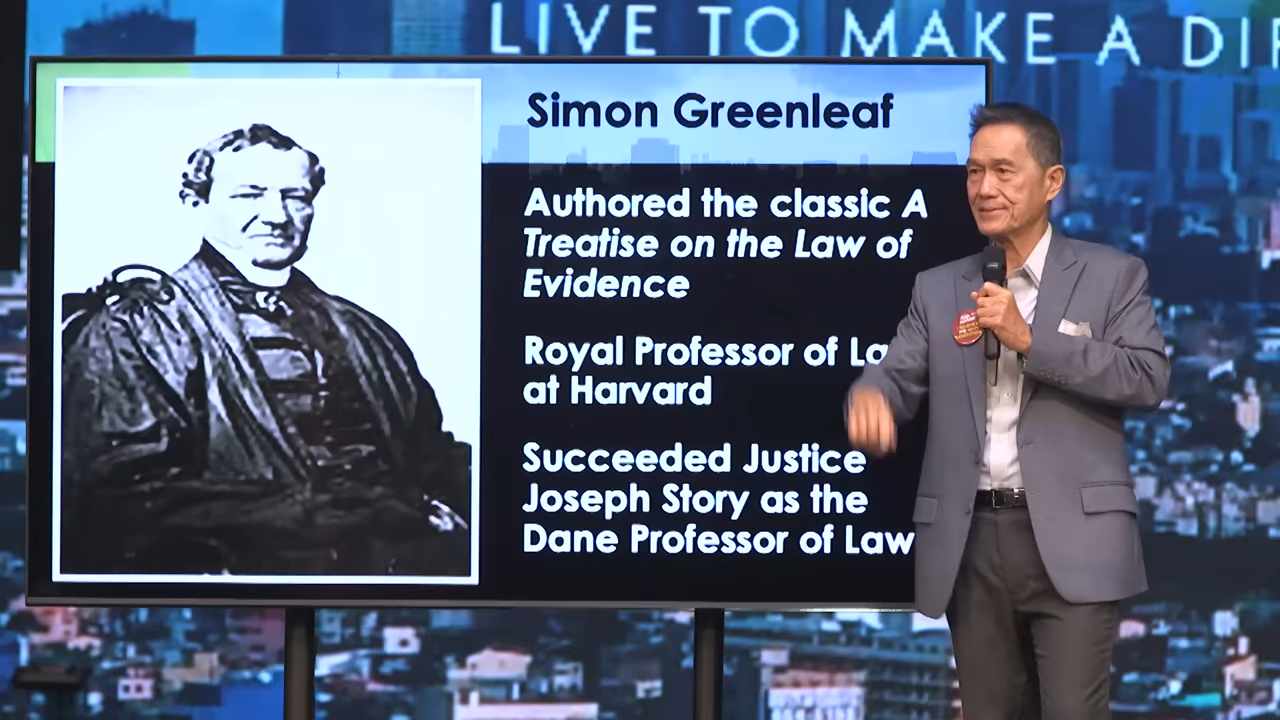 LIVE TO MAKE A DI
Simon Greenleaf
Authored the classic A
Treatise on the Law of
Evidence
Royal Professor of La
at Harvard
Succeeded Justice
Joseph Story as the
Dane Professor of Law